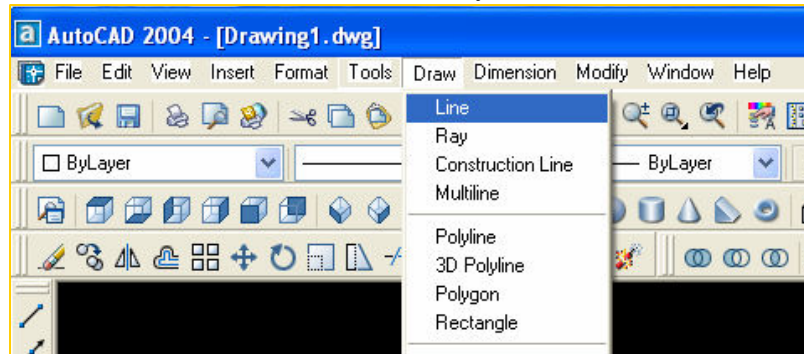 a AutoCAD 2004 - [Drawing1.dwg]
File Edit View Insert Format Tools Draw Dimension Modify Window Help
Line
Ray
ByLayer ByLayer
Construction Line
Multiline
Polyline
3D Polyline
Polygon
Rectangle